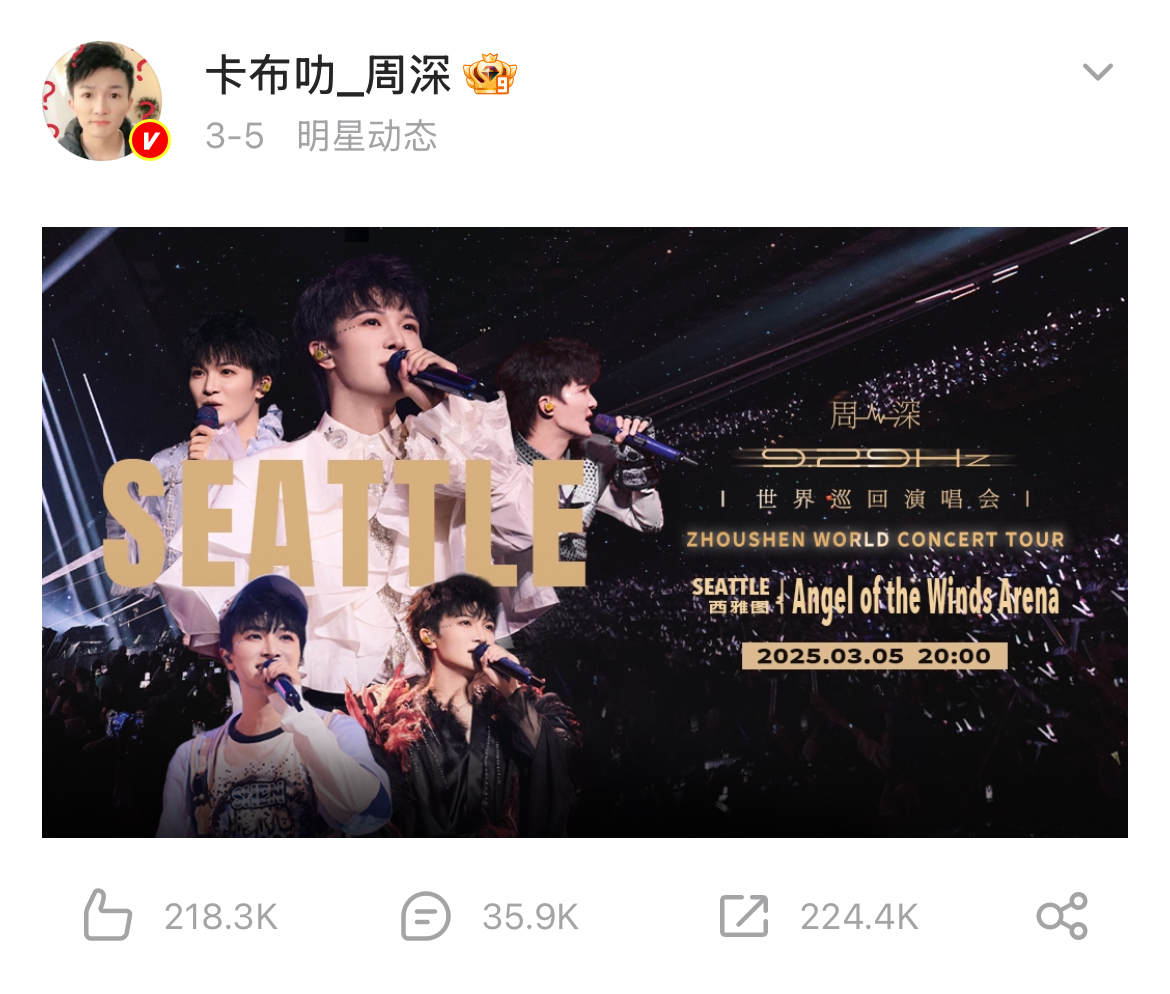 卡布叻_周深
9
3-5 明星动态
周深
9.29Hz
世界巡回演唱会
ZHOUSHEN WORLD CONCERT TOUR
SEATTLE
SEATTLE
西雅图
Angel of the Winds Arena
2025.03.05 20:00
SHEN
218.3K
35.9K
224.4K